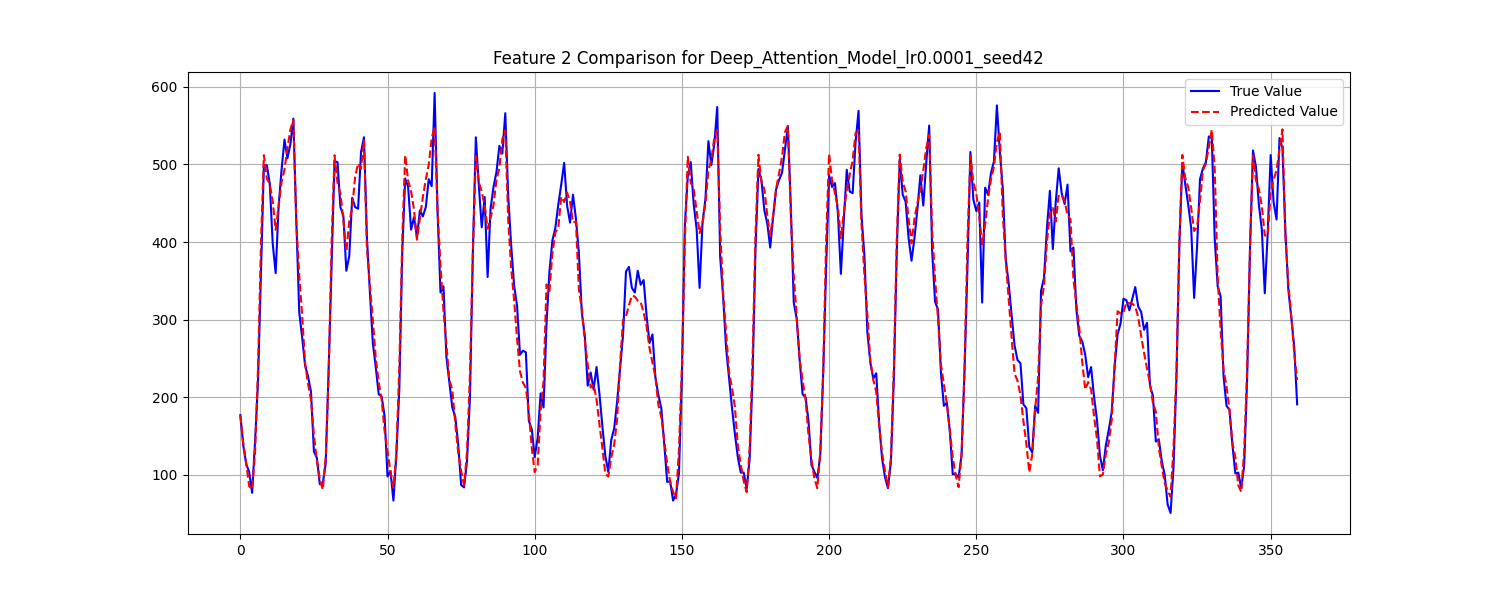 Feature 2 Comparison for Deep_Attention_Model_lr0.0001_seed42
True Value
Predicted Value
600
500
400
300
200
100
0 50 100 150 200 250 300 350